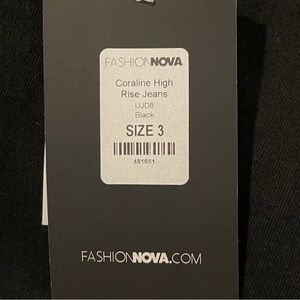 FASHIONNOVA
Coraline High
Rise Jeans
UJD8
Black
SIZE 3
481651
FASHIONNOVA.COM